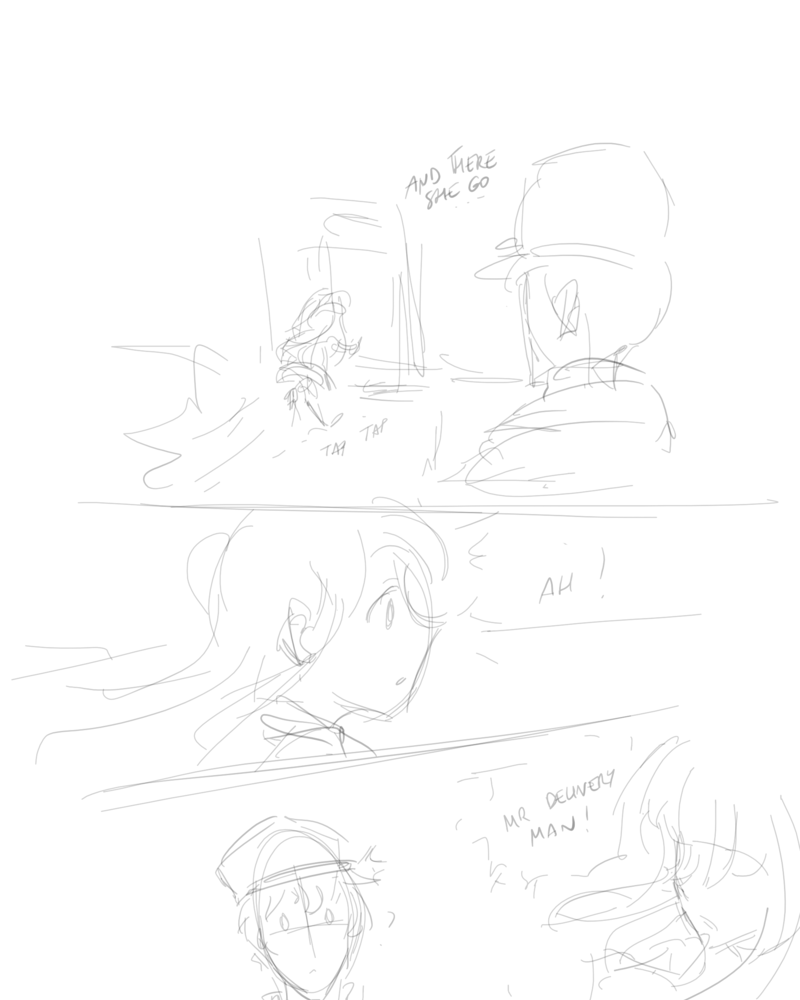 AND THERE
SHE GO
...
TAP TAP
AH !
MR DELIVERY
MAN!